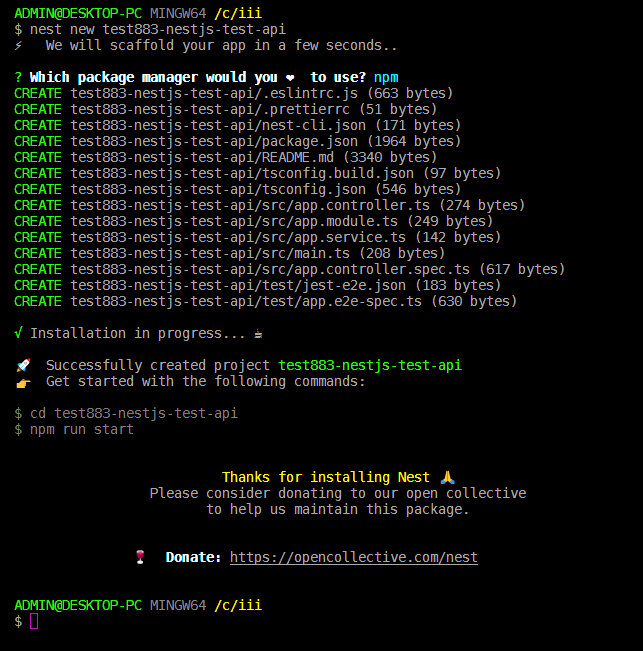 ADMIN@DESKTOP-PC MINGW64 /c/iii
$ nest new test883-nestjs-test-api
⚡  We will scaffold your app in a few seconds..
? Which package manager would you ❤  to use? npm
CREATE test883-nestjs-test-api/.eslintrc.js (663 bytes)
CREATE test883-nestjs-test-api/.prettierrc (51 bytes)
CREATE test883-nestjs-test-api/nest-cli.json (171 bytes)
CREATE test883-nestjs-test-api/package.json (1964 bytes)
CREATE test883-nestjs-test-api/README.md (3340 bytes)
CREATE test883-nestjs-test-api/tsconfig.build.json (97 bytes)
CREATE test883-nestjs-test-api/tsconfig.json (546 bytes)
CREATE test883-nestjs-test-api/src/app.controller.ts (274 bytes)
CREATE test883-nestjs-test-api/src/app.module.ts (249 bytes)
CREATE test883-nestjs-test-api/src/app.service.ts (142 bytes)
CREATE test883-nestjs-test-api/src/main.ts (208 bytes)
CREATE test883-nestjs-test-api/src/app.controller.spec.ts (617 bytes)
CREATE test883-nestjs-test-api/test/jest-e2e.json (183 bytes)
CREATE test883-nestjs-test-api/test/app.e2e-spec.ts (630 bytes)
√ Installation in progress... ☕
🚀  Successfully created project test883-nestjs-test-api
👉  Get started with the following commands:
$ cd test883-nestjs-test-api
$ npm run start
Thanks for installing Nest 🙏
Please consider donating to our open collective
to help us maintain this package.
🍷  Donate: https://opencollective.com/nest
ADMIN@DESKTOP-PC MINGW64 /c/iii
$